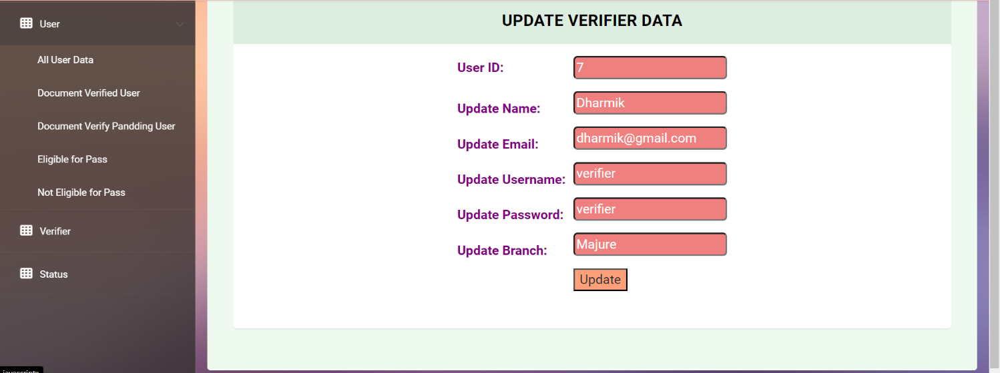 User
All User Data
Document Verified User
Document Verify Pandding User
Eligible for Pass
Not Eligible for Pass
Verifier
Status
UPDATE VERIFIER DATA
User ID: 7
Update Name: Dharmik
Update Email: dharmik@gmail.com
Update Username: verifier
Update Password: verifier
Update Branch: Majure
Update